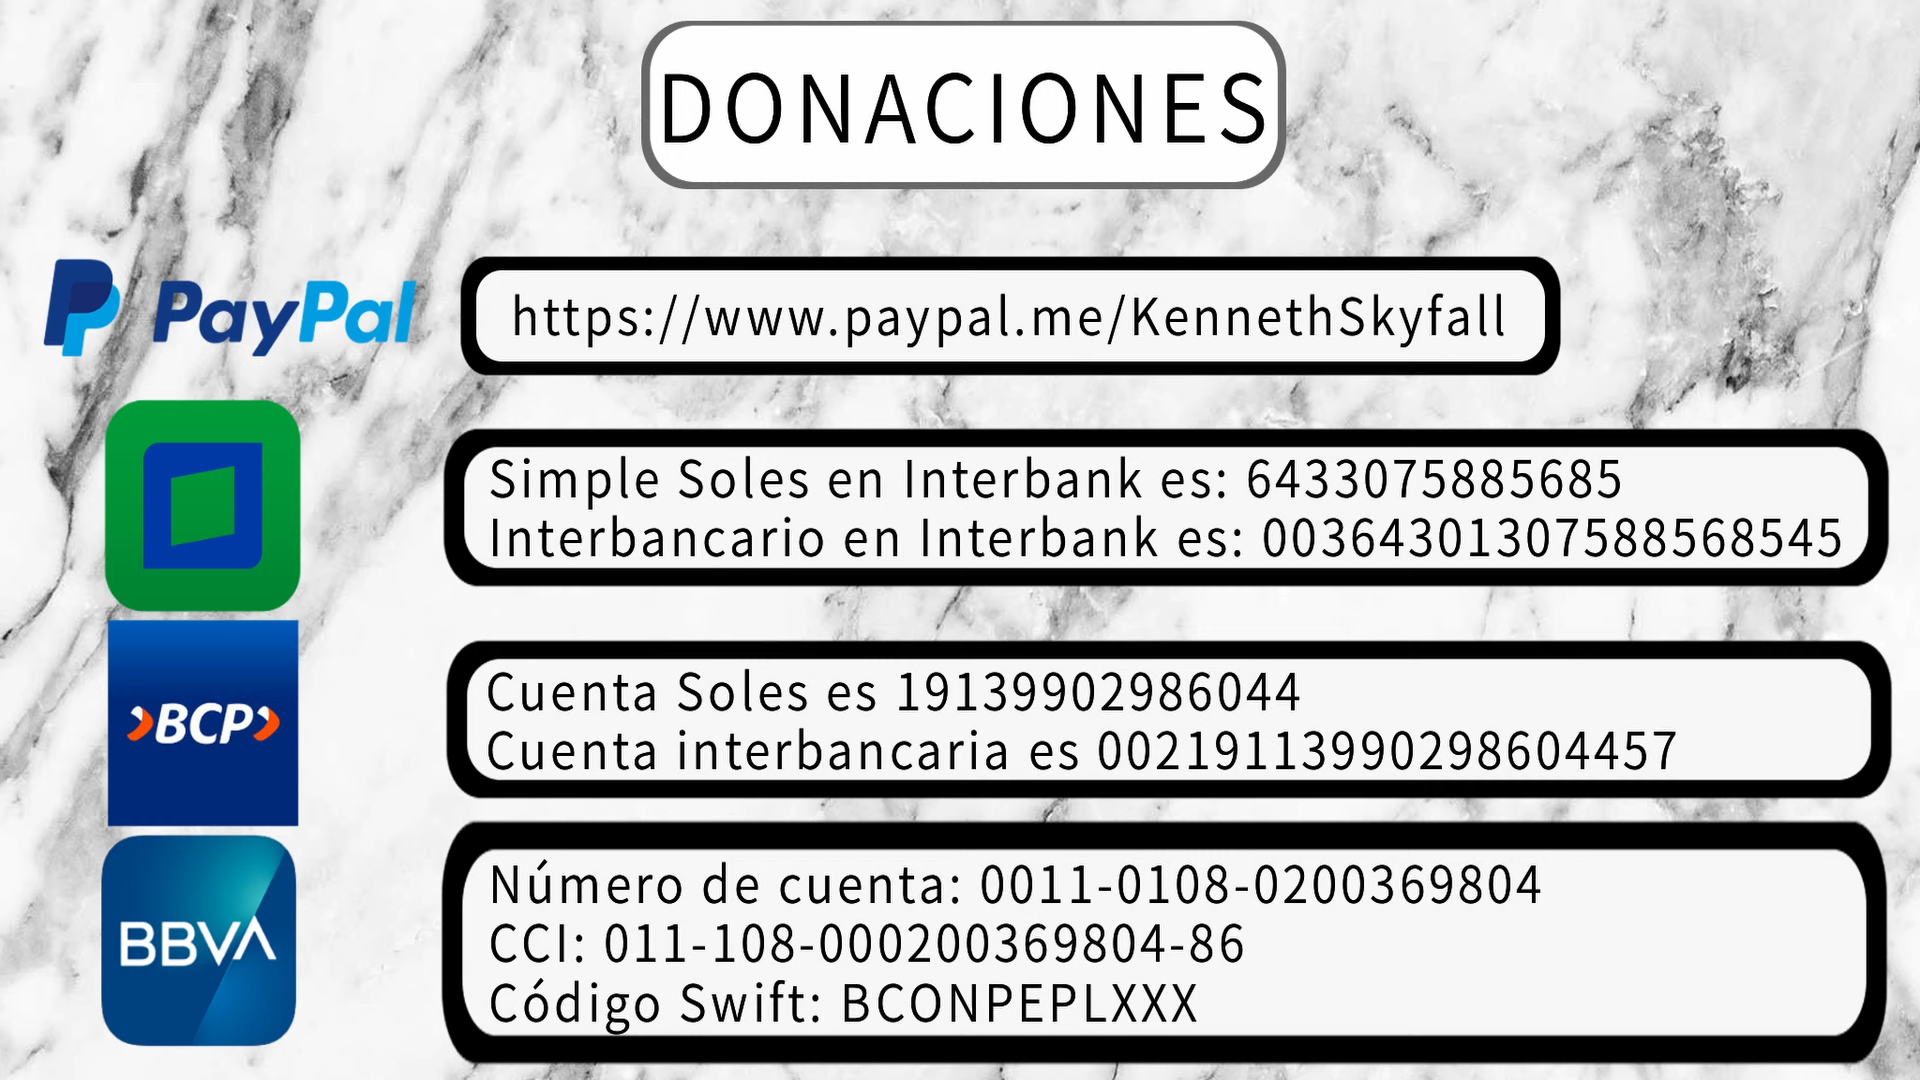 DONACIONES
PayPal
https://www.paypal.me/KennethSkyfall
Simple Soles en Interbank es: 6433075885685
Interbancario en Interbank es: 00364301307588568545
BCP
Cuenta Soles es 19139902986044
Cuenta interbancaria es 00219113990298604457
BBVA
Número de cuenta: 0011-0108-0200369804
CCI: 011-108-000200369804-86
Código Swift: BCONPEPLXXX